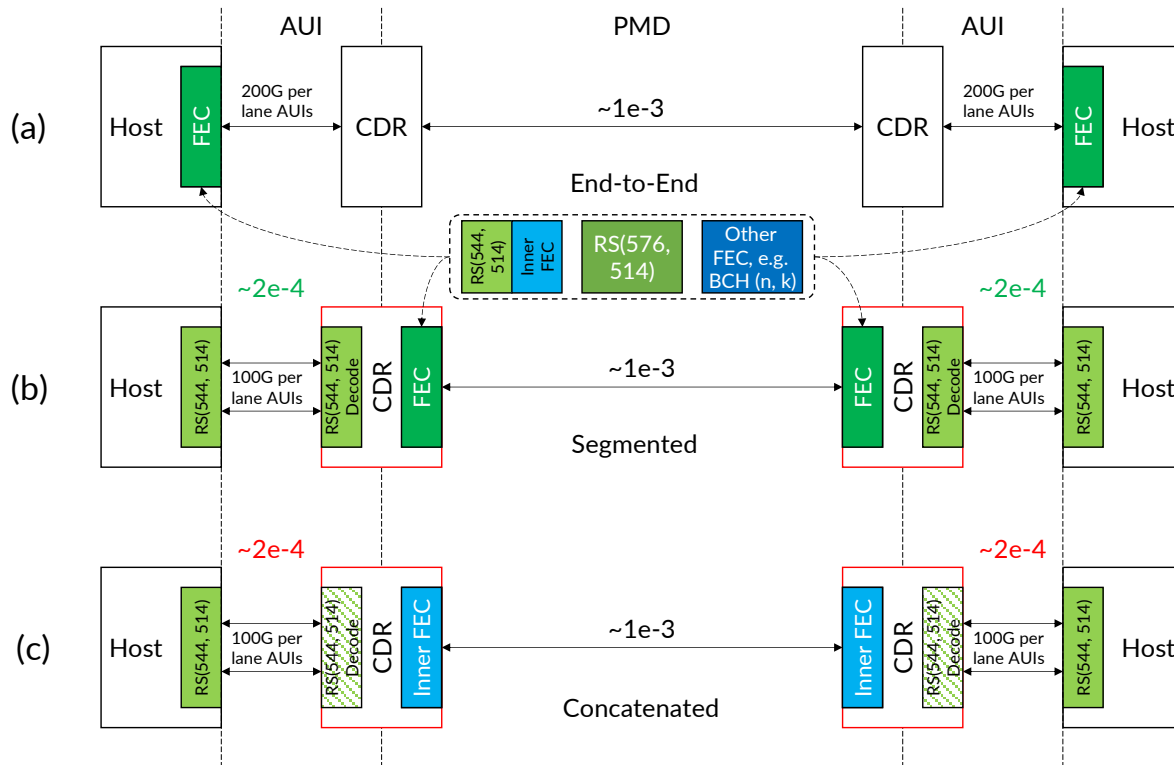 AUI
PMD
AUI
(a)
Host
FEC
200G per
lane AUIs
CDR
~1e-3
CDR
200G per
lane AUIs
FEC
Host
End-to-End
RS(544,
514)
Inner
FEC
RS(576,
514)
Other
FEC, e.g.
BCH (n, k)
~2e-4
~2e-4
(b)
Host
RS(544, 514)
100G per
lane AUIs
RS(544, 514)
Decode
CDR
FEC
~1e-3
FEC
CDR
RS(544, 514)
Decode
100G per
lane AUIs
RS(544, 514)
Host
Segmented
~2e-4
~2e-4
(c)
Host
RS(544, 514)
100G per
lane AUIs
RS(544, 514)
Decode
CDR
Inner FEC
~1e-3
Inner FEC
CDR
RS(544, 514)
Decode
100G per
lane AUIs
RS(544, 514)
Host
Concatenated